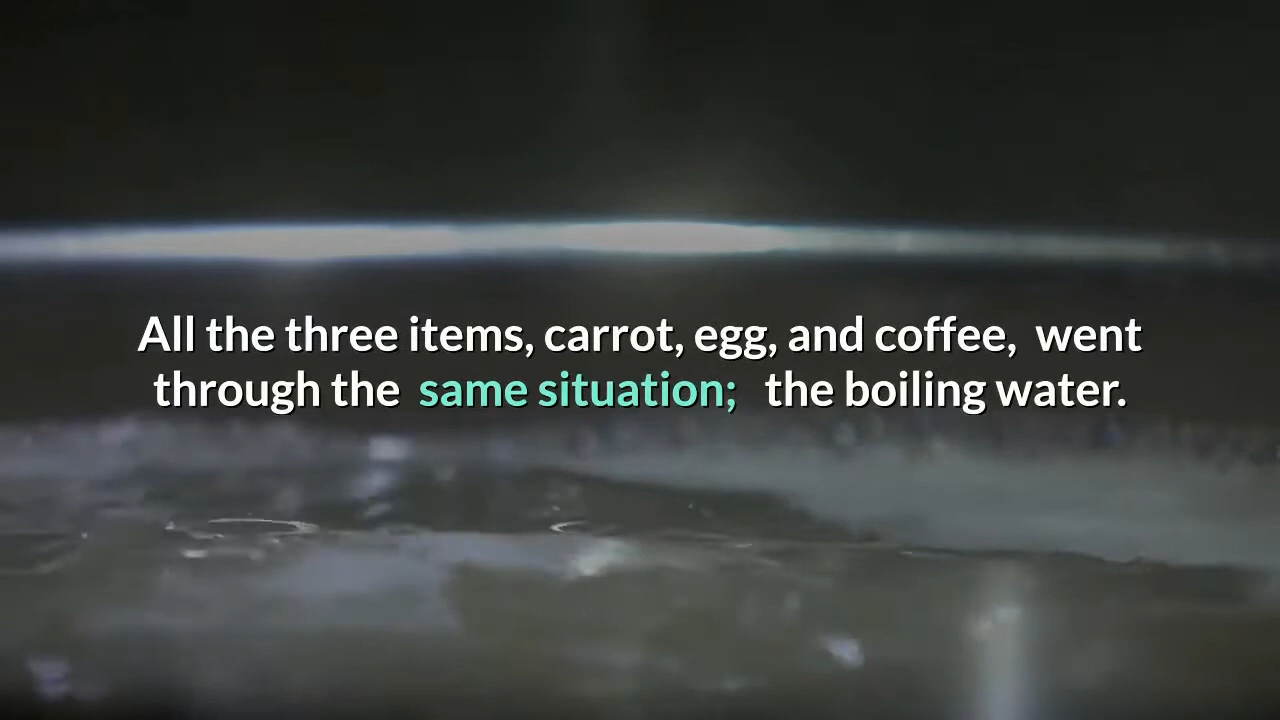 All the three items, carrot, egg, and coffee, went
through the same situation; the boiling water.